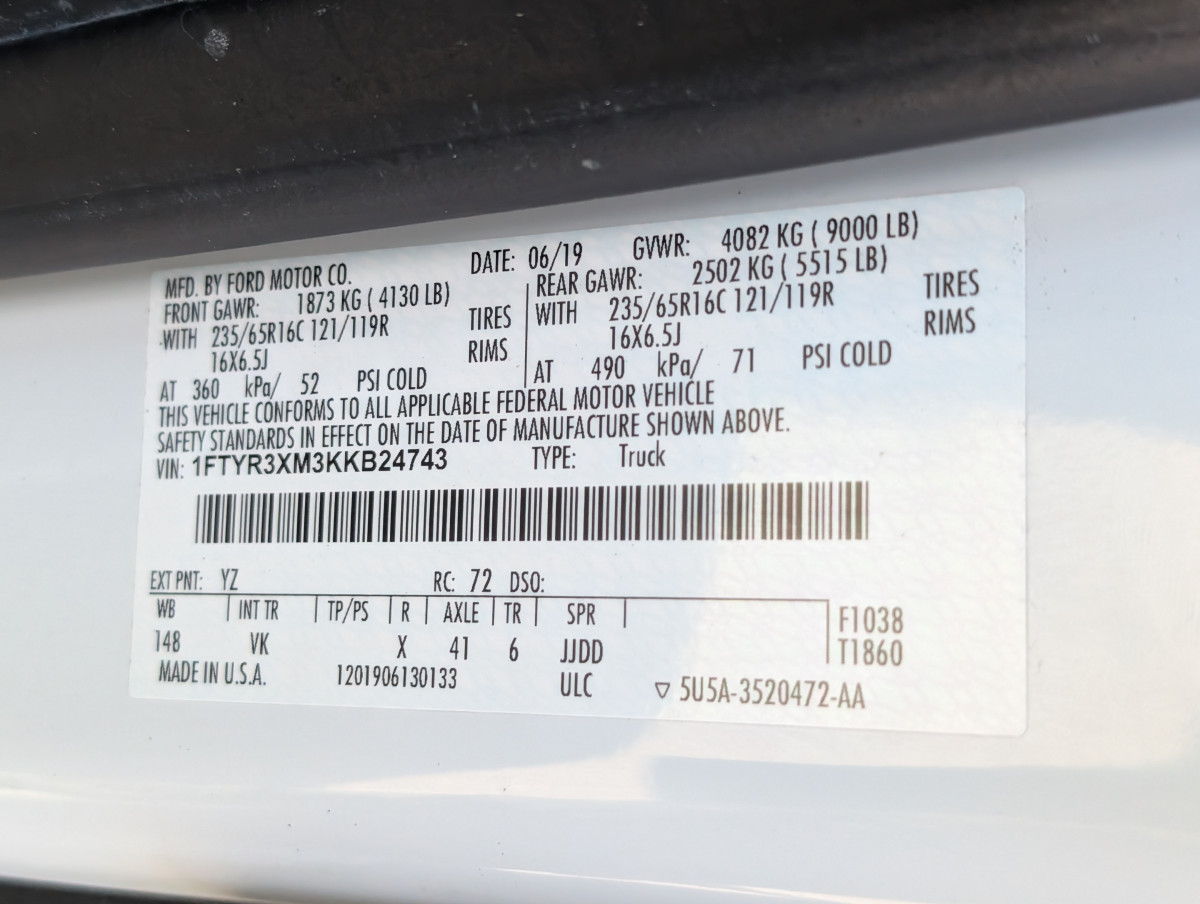 MFD. BY FORD MOTOR CO. DATE: 06/19 GVWR: 4082 KG ( 9000 LB)
FRONT GAWR: 1873 KG ( 4130 LB) REAR GAWR: 2502 KG ( 5515 LB)
WITH 235/65R16C 121/119R TIRES WITH 235/65R16C 121/119R TIRES
16X6.5J RIMS 16X6.5J RIMS
AT 360 kPa/ 52 PSI COLD AT 490 kPa/ 71 PSI COLD
THIS VEHICLE CONFORMS TO ALL APPLICABLE FEDERAL MOTOR VEHICLE
SAFETY STANDARDS IN EFFECT ON THE DATE OF MANUFACTURE SHOWN ABOVE.
VIN: 1FTYR3XM3KKB24743 TYPE: Truck
EXT PNT: YZ RC: 72 DSO:
WB INT TR TP/PS R AXLE TR SPR F1038
148 VK X 41 6 JJDD T1860
MADE IN U.S.A. 1201906130133 ULC ▽ 5U5A-3520472-AA